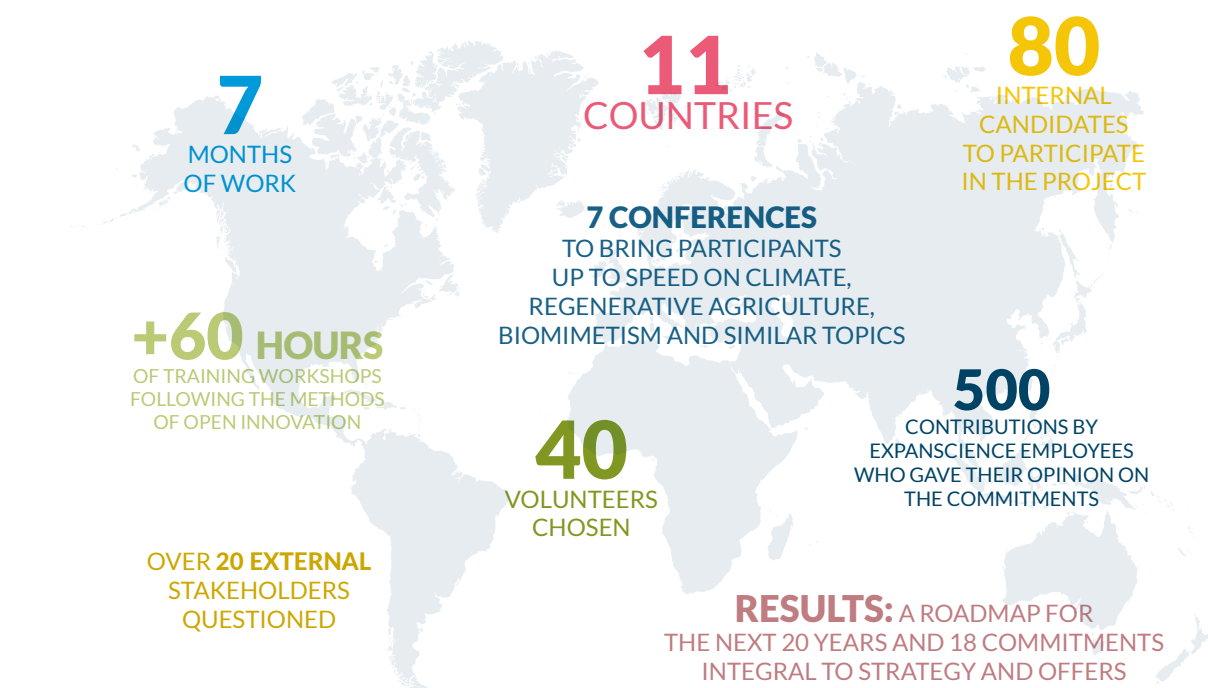 7
MONTHS
OF WORK
11
COUNTRIES
80
INTERNAL
CANDIDATES
TO PARTICIPATE
IN THE PROJECT
7 CONFERENCES
TO BRING PARTICIPANTS
UP TO SPEED ON CLIMATE,
REGENERATIVE AGRICULTURE,
BIOMIMETISM AND SIMILAR TOPICS
+60 HOURS
OF TRAINING WORKSHOPS
FOLLOWING THE METHODS
OF OPEN INNOVATION
40
VOLUNTEERS
CHOSEN
500
CONTRIBUTIONS BY
EXPANSCIENCE EMPLOYEES
WHO GAVE THEIR OPINION ON
THE COMMITMENTS
OVER 20 EXTERNAL
STAKEHOLDERS
QUESTIONED
RESULTS: A ROADMAP FOR
THE NEXT 20 YEARS AND 18 COMMITMENTS
INTEGRAL TO STRATEGY AND OFFERS